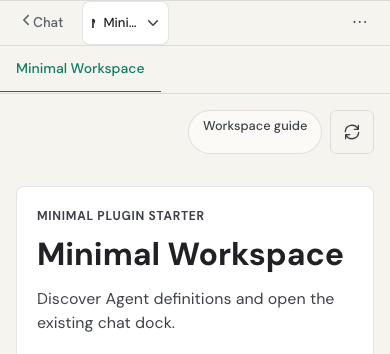 Chat
Mini...
Minimal Workspace
Workspace guide
MINIMAL PLUGIN STARTER
Minimal Workspace
Discover Agent definitions and open the
existing chat dock.